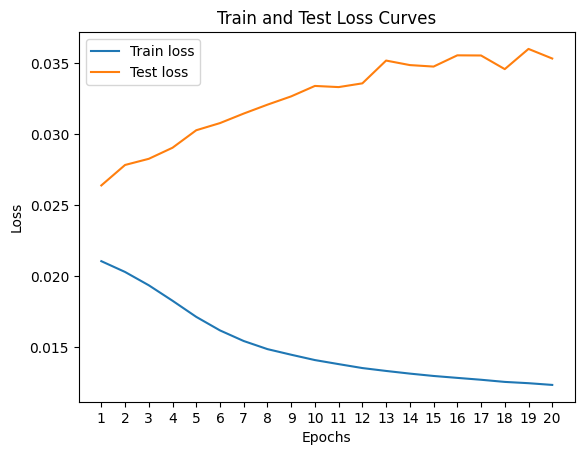 Train and Test Loss Curves
Train loss
Test loss
0.035
0.030
0.025
0.020
0.015
Loss
1 2 3 4 5 6 7 8 9 10 11 12 13 14 15 16 17 18 19 20
Epochs